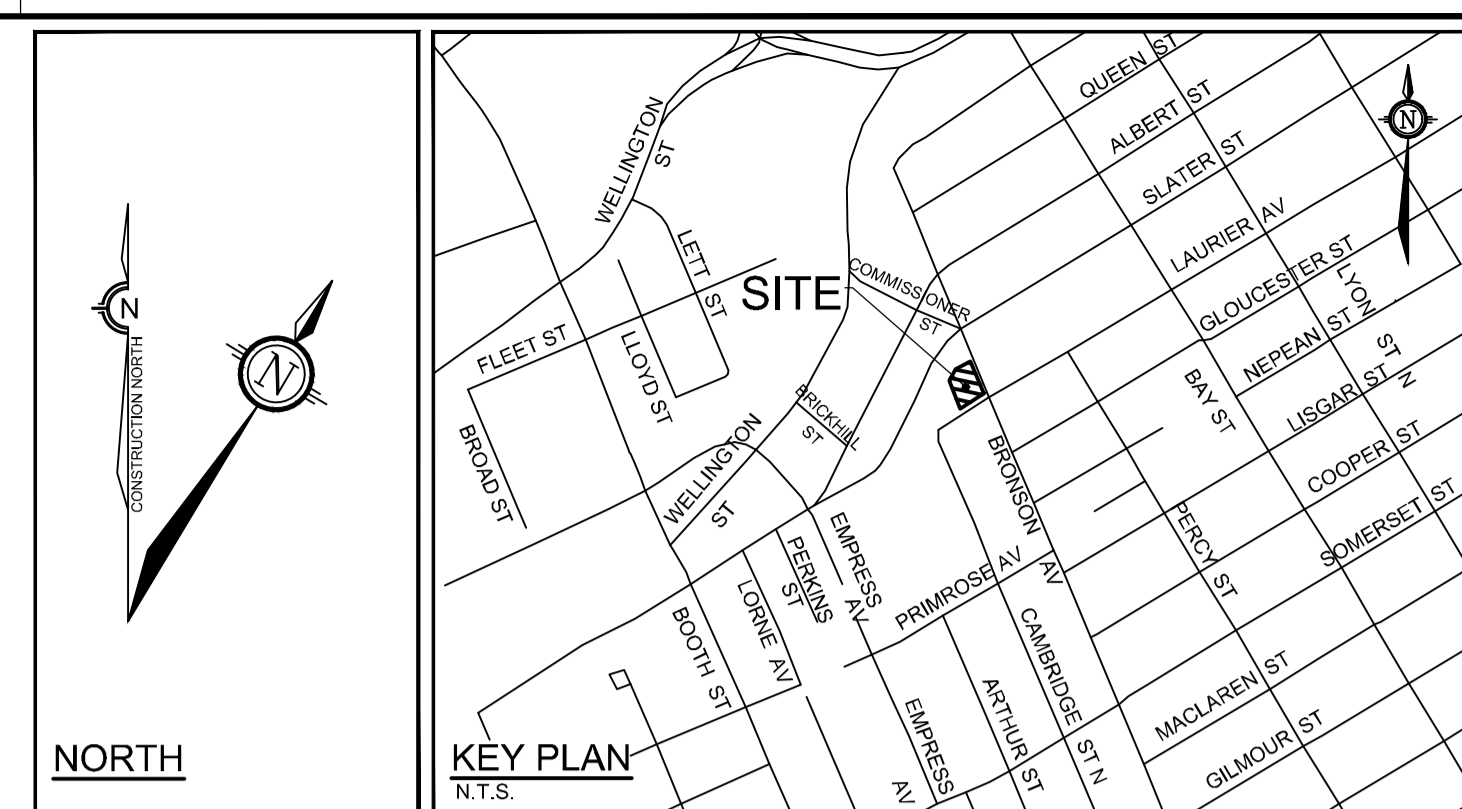 N
CONSTRUCTION NORTH
N
NORTH
QUEEN ST
ALBERT ST
SLATER ST
LAURIER AV
GLOUCESTER ST
NEPEAN ST
LYON ST N
LISGAR ST
COOPER ST
SOMERSET ST
BAY ST
PERCY ST
MACLAREN ST
GILMOUR ST
N
WELLINGTON ST
LETT ST
SITE
COMMISSIONER ST
FLEET ST
LLOYD ST
BROAD ST
BRICKHILL ST
WELLINGTON ST
BRONSON AV
EMPRESS AV
PERKINS ST
PRIMROSE AV
LORNE AV
BOOTH ST
CAMBRIDGE ST N
ARTHUR ST
EMPRESS AV
KEY PLAN
N.T.S.